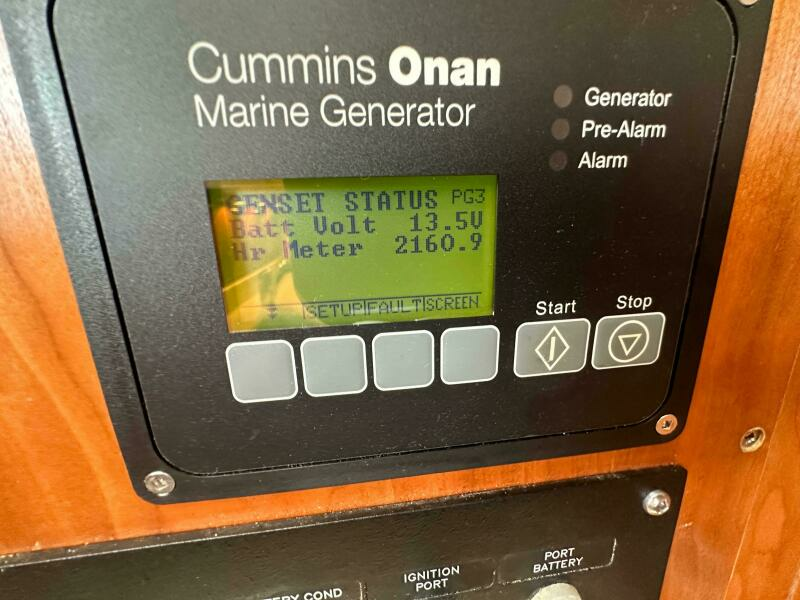 Cummins Onan
Marine Generator
Generator
Pre-Alarm
Alarm
GENSET STATUS PG3
Batt Volt 13.5V
Hr Meter 2160.9
SETUP|FAULT|SCREEN
Start
Stop
COND
IGNITION
PORT
PORT
BATTERY